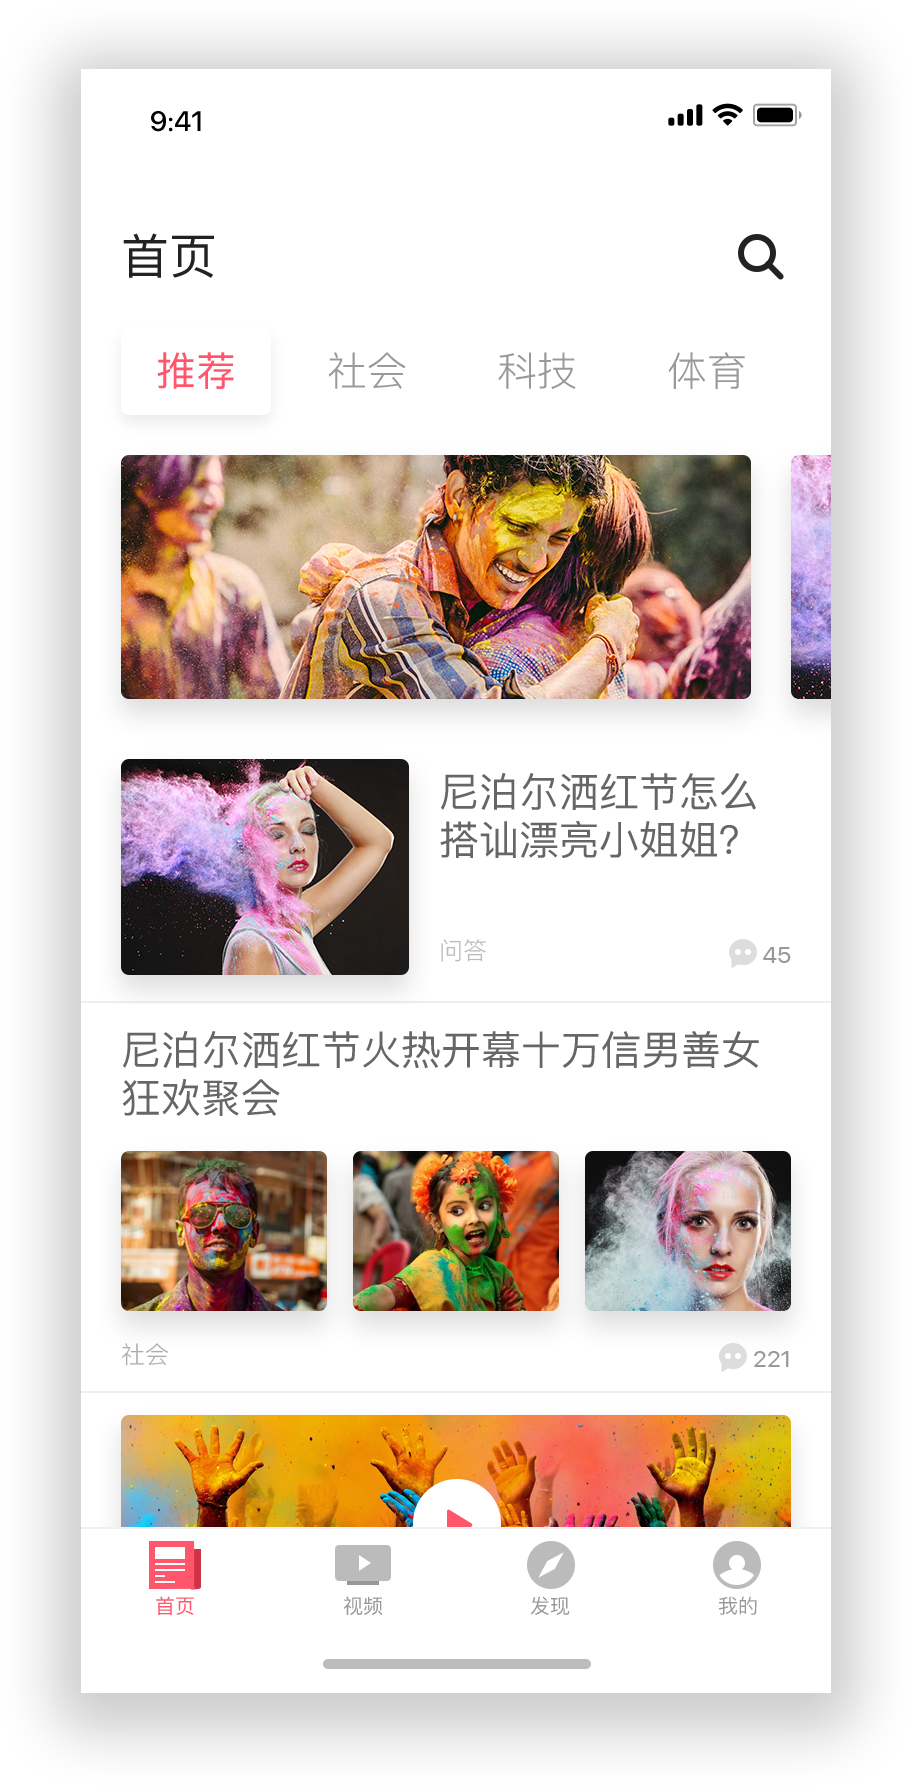 9:41
首页
推荐 社会 科技 体育
尼泊尔洒红节怎么
搭讪漂亮小姐姐?
问答 45
尼泊尔洒红节火热开幕十万信男善女
狂欢聚会
社会 221
首页 视频 发现 我的